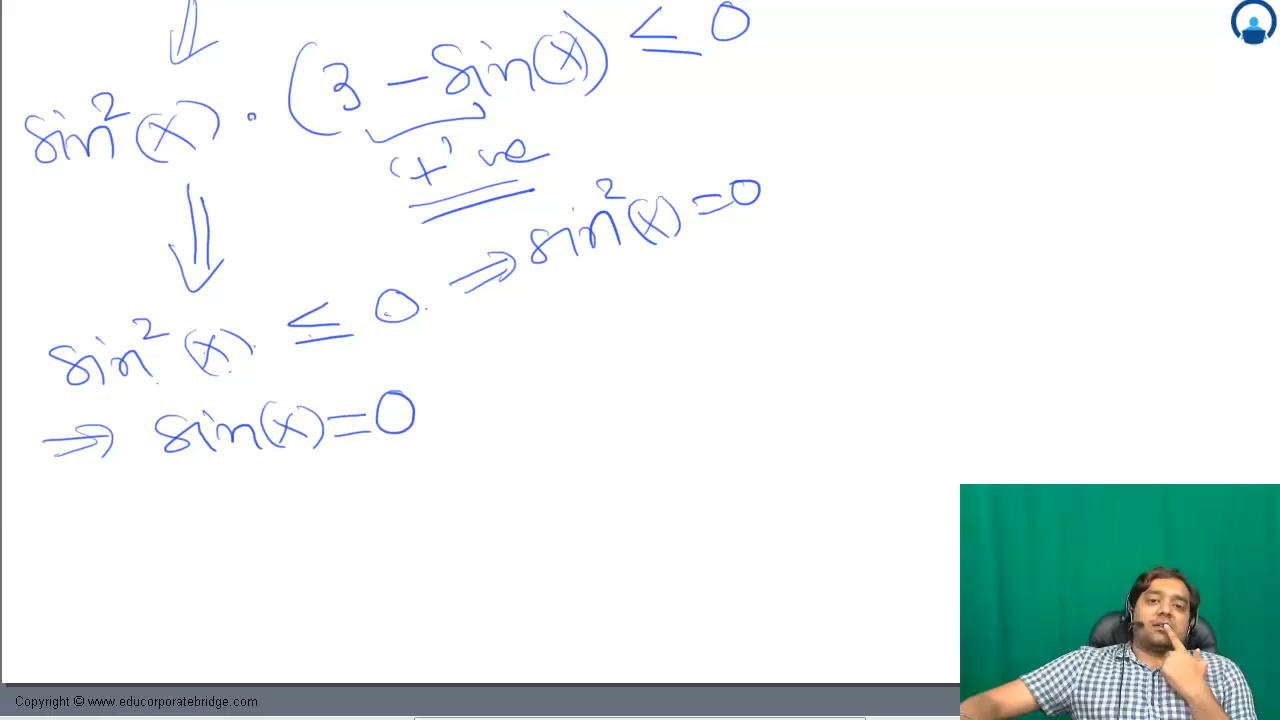 ⇓
sin²(x) · (3 – sin(x)) ≤ 0
'+' ve
⇓
⇒ sin²(x) = 0
sin²(x) ≤ 0
⇒ sin(x) = 0
Copyright © www.educorporatebridge.com